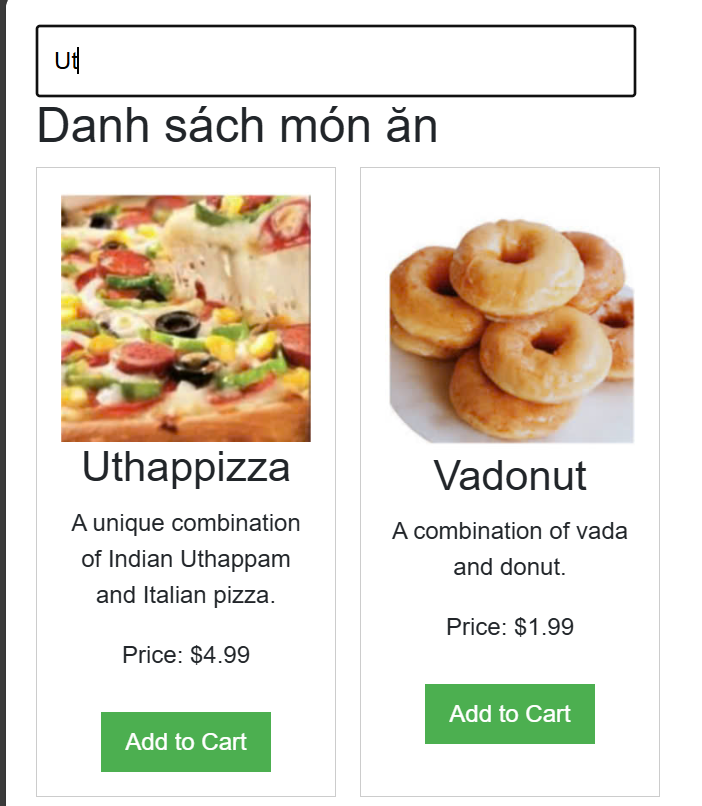 Ut
Danh sách món ăn
Uthappizza
A unique combination
of Indian Uthappam
and Italian pizza.
Price: $4.99
Add to Cart
Vadonut
A combination of vada
and donut.
Price: $1.99
Add to Cart